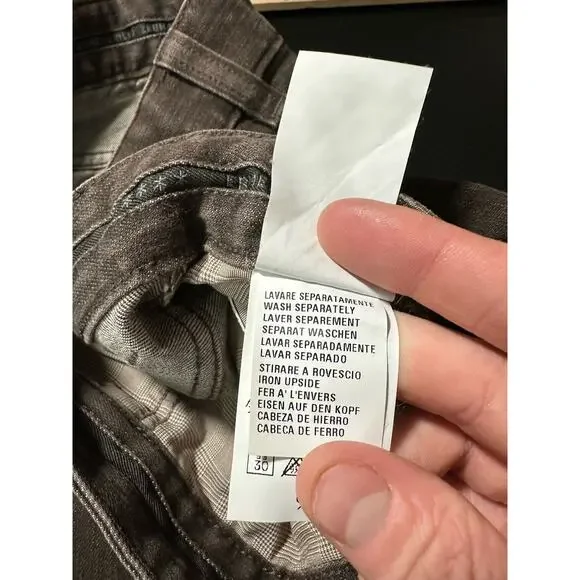 LAVARE SEPARATAMENTE
WASH SEPARATELY
LAVER SEPAREMENT
SEPARAT WASCHEN
LAVAR SEPARADAMENTE
LAVAR SEPARADO
STIRARE A ROVESCIO
IRON UPSIDE
FER A' L'ENVERS
EISEN AUF DEN KOPF
CABEZA DE HIERRO
CABECA DE FERRO
30